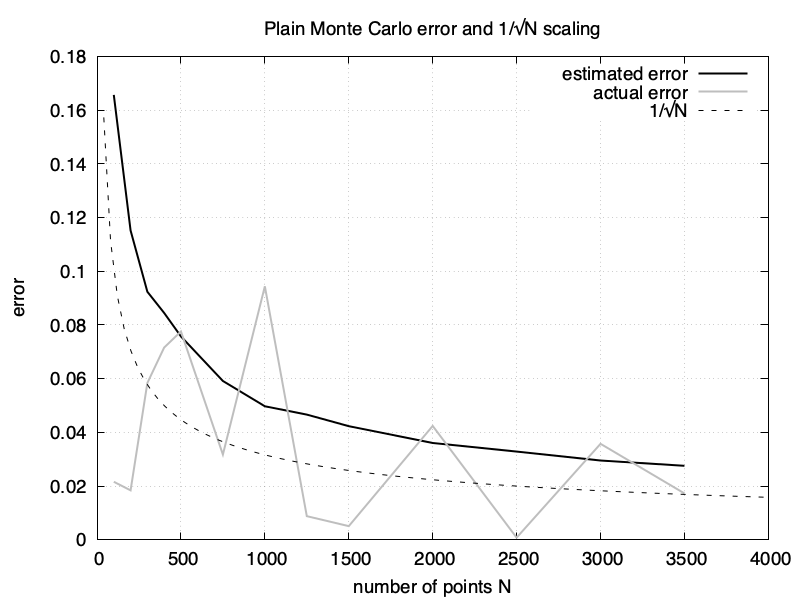 Plain Monte Carlo error and 1/√N scaling
estimated error
actual error
1/√N
0.18
0.16
0.14
0.12
0.1
0.08
0.06
0.04
0.02
0
error
0 500 1000 1500 2000 2500 3000 3500 4000
number of points N